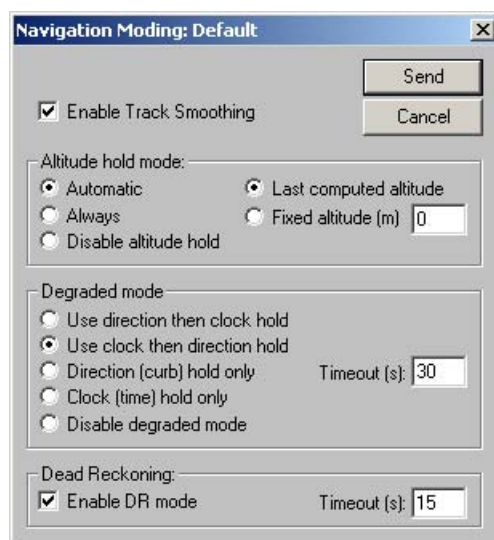 Navigation Moding: Default
Send
Enable Track Smoothing
Cancel
Altitude hold mode:
Automatic
Last computed altitude
Always
Fixed altitude (m) 0
Disable altitude hold
Degraded mode
Use direction then clock hold
Use clock then direction hold
Direction (curb) hold only
Timeout (s): 30
Clock (time) hold only
Disable degraded mode
Dead Reckoning:
Enable DR mode
Timeout (s): 15